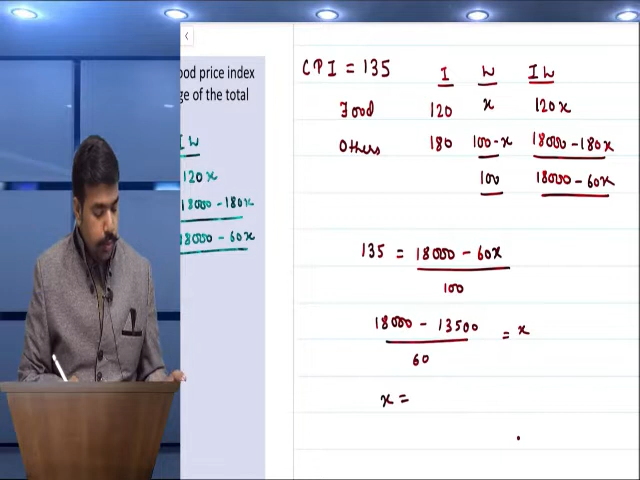 ood price index
ge of the total
I W
120x
18000 - 180x
18000 - 60x
CPI = 135
I W IW
Food 120 x 120x
Others 180 100-x 18000 - 180x
100 18000 - 60x
135 = 18000 - 60x
100
18000 - 13500 = x
60
x =